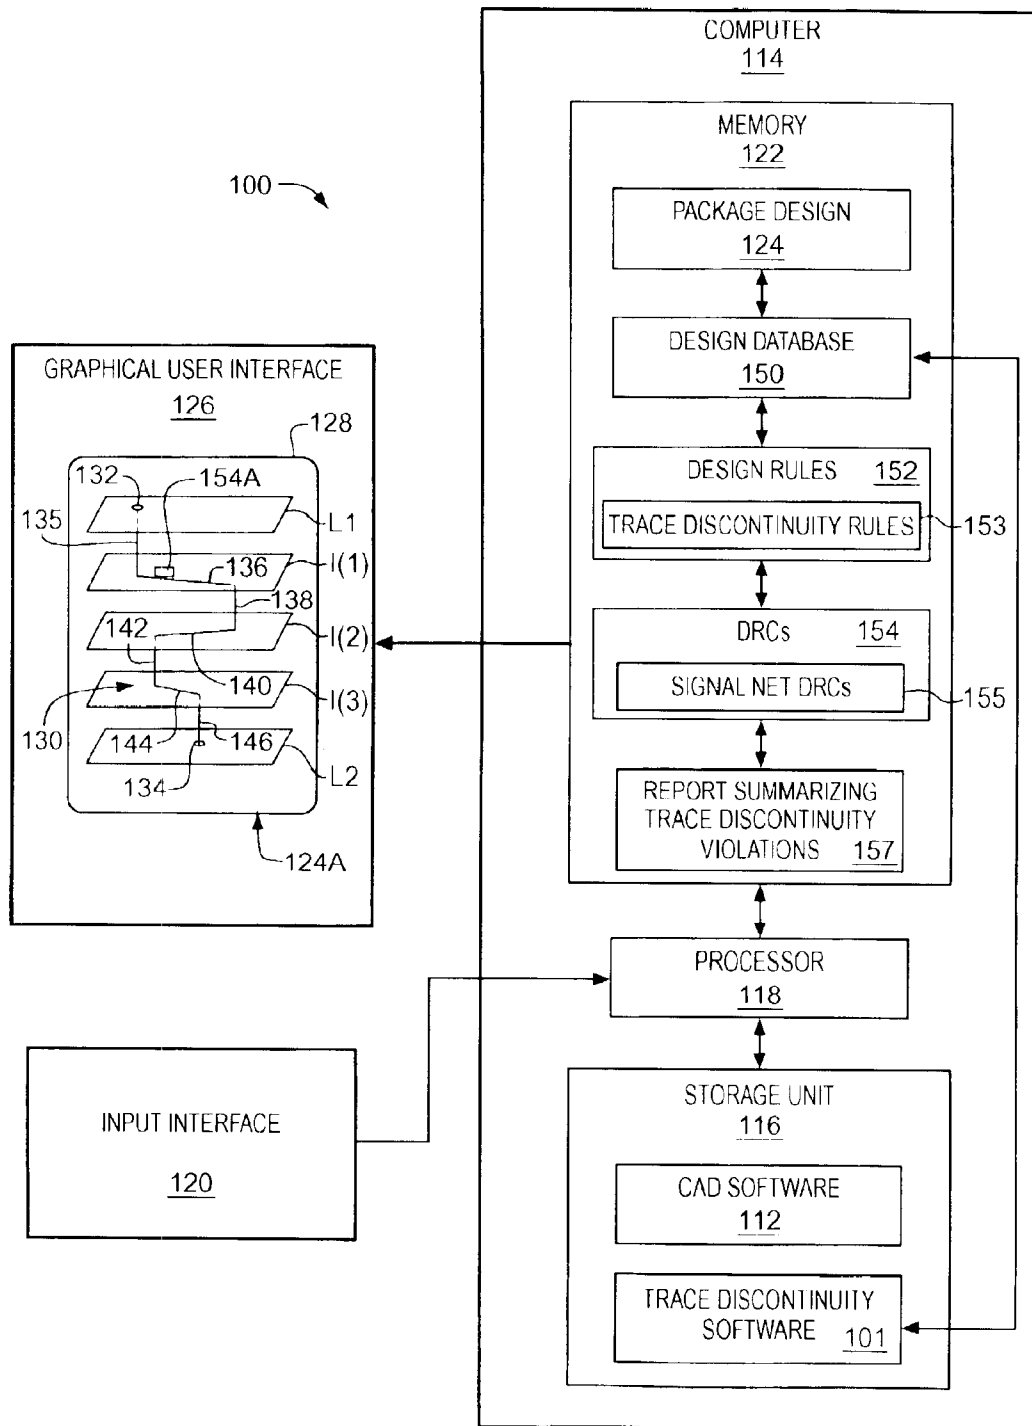 COMPUTER
114
MEMORY
122
100
PACKAGE DESIGN
124
DESIGN DATABASE
150
GRAPHICAL USER INTERFACE
126
128
132
154A
135
L1
136
I(1)
138
142
I(2)
140
I(3)
130
144
146
134
L2
124A
DESIGN RULES 152
TRACE DISCONTINUITY RULES
153
DRCs 154
SIGNAL NET DRCs
155
REPORT SUMMARIZING
TRACE DISCONTINUITY
VIOLATIONS 157
PROCESSOR
118
INPUT INTERFACE
120
STORAGE UNIT
116
CAD SOFTWARE
112
TRACE DISCONTINUITY
SOFTWARE 101